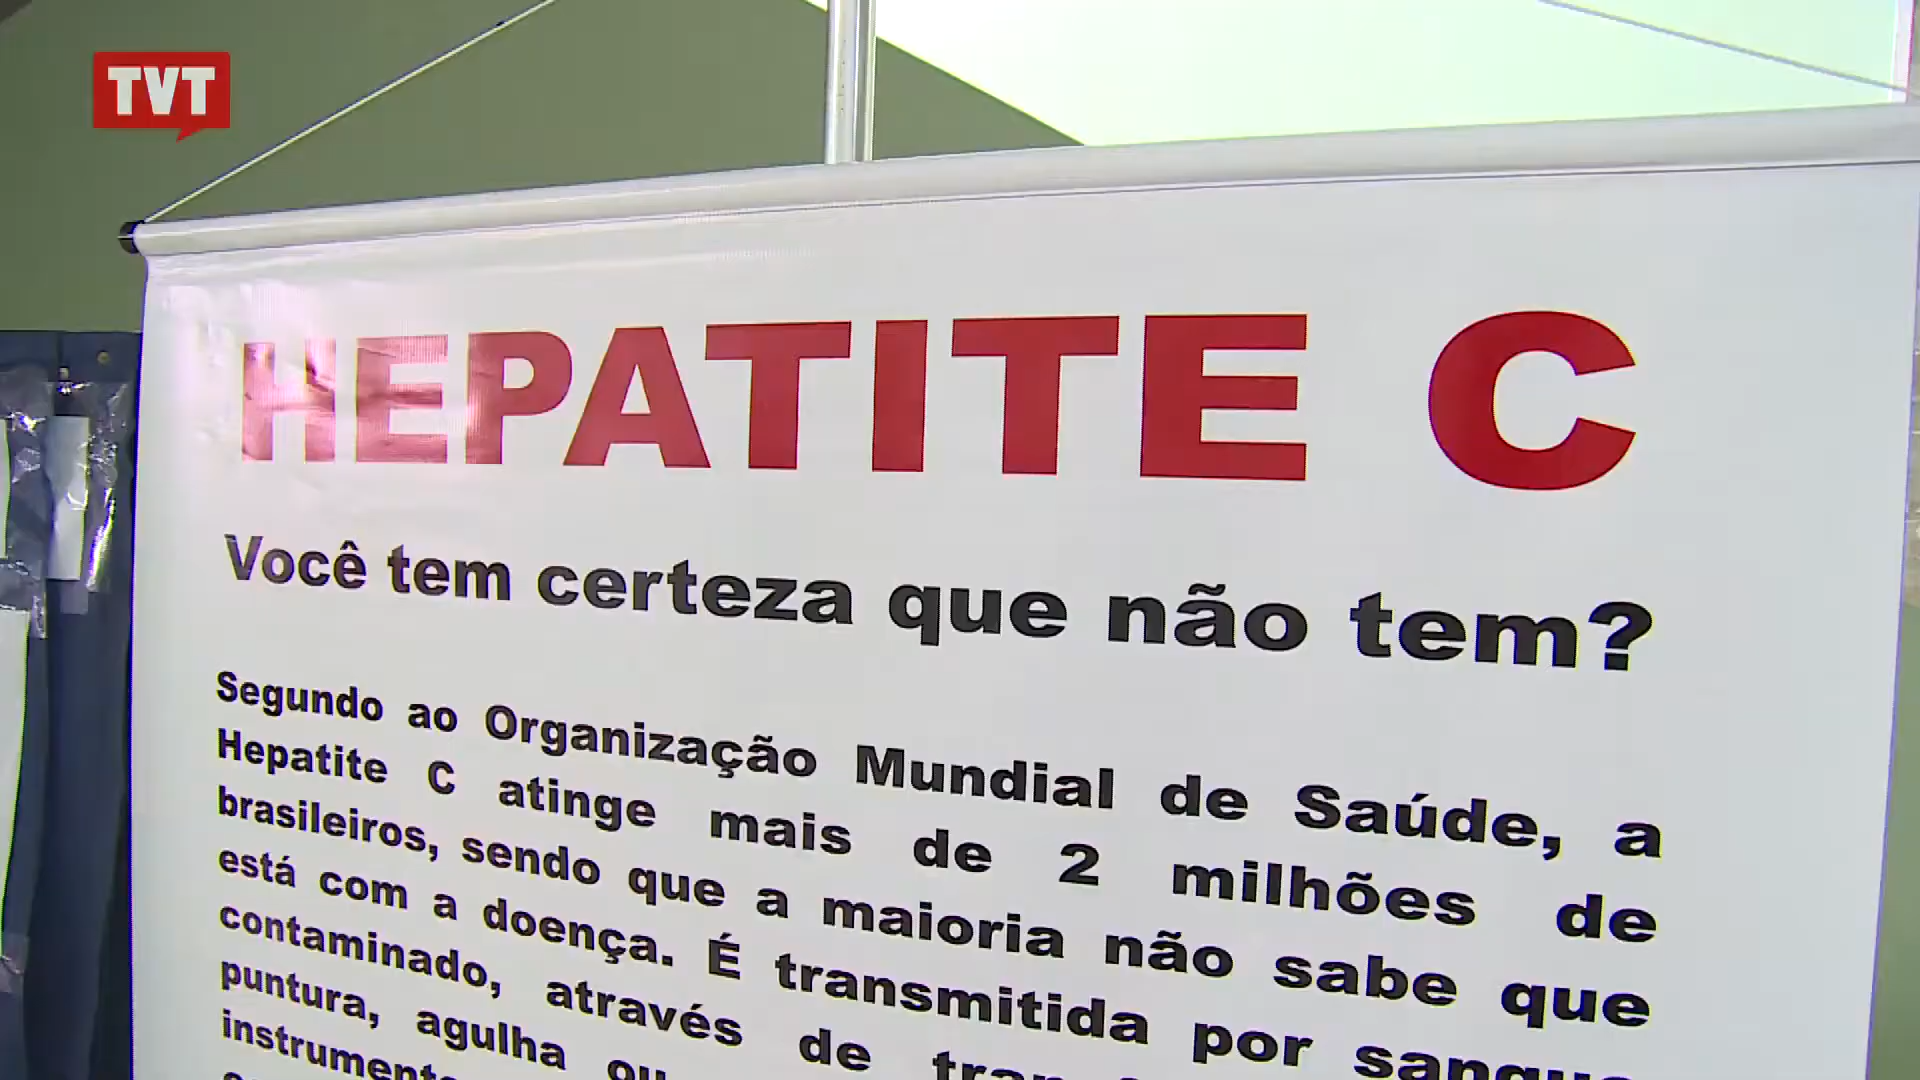 TVT
HEPATITE C
Você tem certeza que não tem?
Segundo ao Organização Mundial de Saúde, a
Hepatite C atinge mais de 2 milhões de
brasileiros, sendo que a maioria não sabe que
está com a doença. É transmitida por sangue
contaminado, através de
puntura, agulha ou